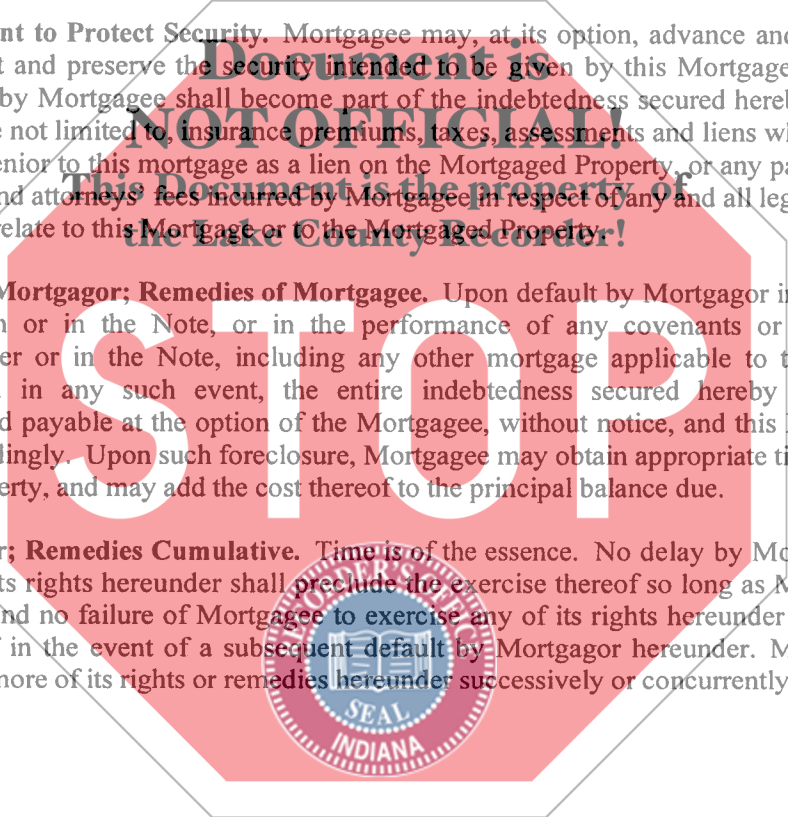 nt to Protect Security. Mortgagee may, at its option, advance and
Document is
t and preserve the security intended to be given by this Mortgage
by Mortgagee shall become part of the indebtedness secured hereb
NOT OFFICIAL!
e not limited to, insurance premiums, taxes, assessments and liens wh
enior to this mortgage as a lien on the Mortgaged Property, or any pa
This Document is the property of
nd attorneys' fees incurred by Mortgagee in respect of any and all leg
the Lake County Recorder!
relate to this Mortgage or to the Mortgaged Property.
Mortgagor; Remedies of Mortgagee. Upon default by Mortgagor in
n or in the Note, or in the performance of any covenants or
er or in the Note, including any other mortgage applicable to t
in any such event, the entire indebtedness secured hereby
STOP
d payable at the option of the Mortgagee, without notice, and this
dingly. Upon such foreclosure, Mortgagee may obtain appropriate ti
erty, and may add the cost thereof to the principal balance due.
r; Remedies Cumulative. Time is of the essence. No delay by Mo
ts rights hereunder shall preclude the exercise thereof so long as M
nd no failure of Mortgagee to exercise any of its rights hereunder
f in the event of a subsequent default by Mortgagor hereunder. M
more of its rights or remedies hereunder successively or concurrently
RECORDER'S OFFICE
SEAL
INDIANA